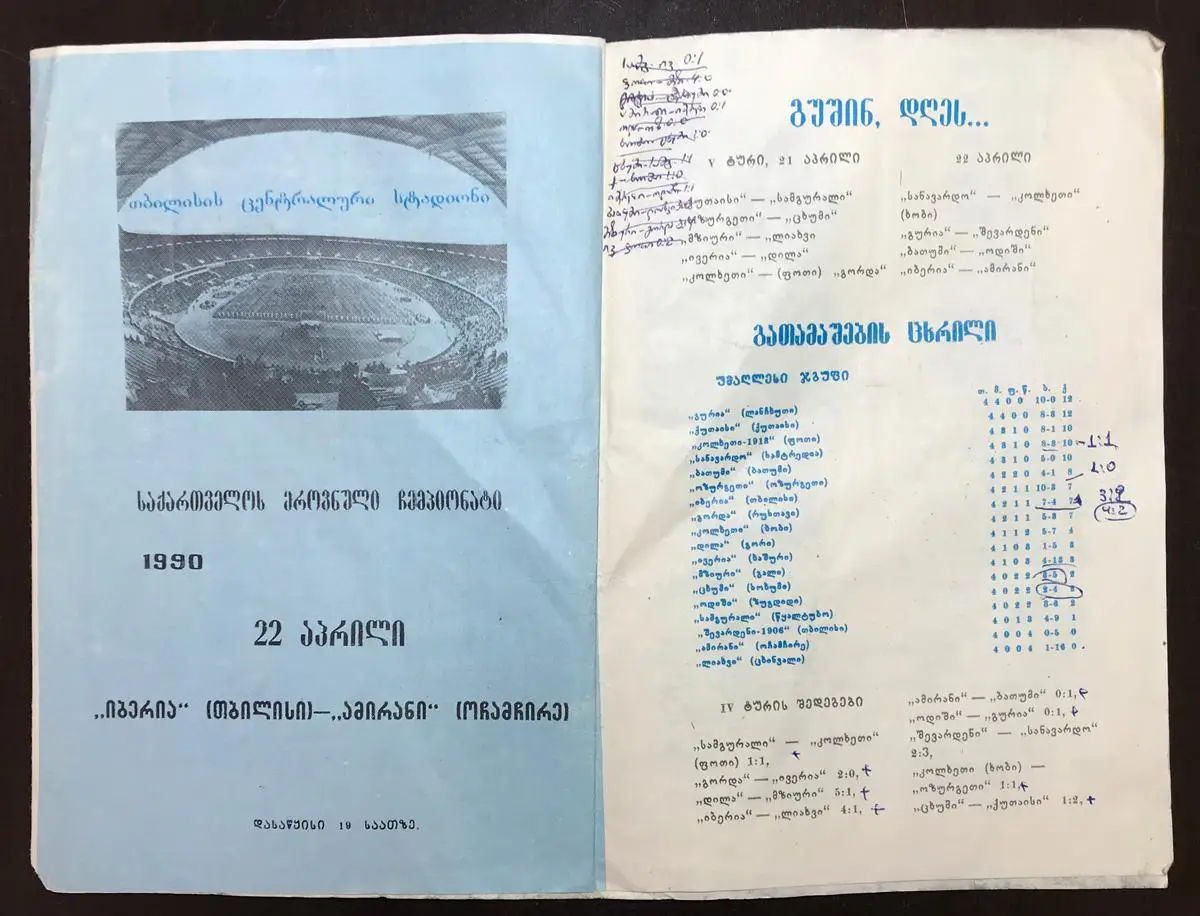 თბილისის ცენტრალური სტადიონი
საქართველოს ეროვნული ჩემპიონატი
1990
22 აპრილი
„იბერია“ (თბილისი)—„ამირანი“ (ოჩამჩირე)
დასაწყისი 19 საათზე.
0:1
გუშინ, დღეს...
V ტური, 21 აპრილი
„ქუთაისი“ — „სამგურალი“
„ოზურგეთი“ — „ცხუმი“
„მზიური“ — „ლიახვი
„ივერია“ — „დილა“
„კოლხეთი“ — (ფოთი) „გორდა“
22 აპრილი
„სანავარდო“ — „კოლხეთი“
(ხობი)
„გურია“ — „შევარდენი“
„ბათუმი“ — „ოდიში“
„იბერია“ — „ამირანი“
გათამაშების ცხრილი
უმაღლესი ჯგუფი
თ. მ. ფ. წ. ბ. ქ
„გურია“ (ლანჩხუთი) 4 4 0 0 10-0 12
„ქუთაისი“ (ქუთაისი) 4 4 0 0 8-3 12
„კოლხეთი-1913“ (ფოთი) 4 3 1 0 8-1 10
„სანავარდო“ (სამტრედია) 4 3 1 0 8-3 10 1:1
„ბათუმი“ (ბათუმი) 4 3 1 0 5-0 10
„ოზურგეთი“ (ოზურგეთი) 4 2 2 0 4-1 8 1:0
„იბერია“ (თბილისი) 4 2 1 1 10-3 7
„გორდა“ (რუსთავი) 4 2 1 1 7-4 7 3:2
„კოლხეთი“ (ხობი) 4 2 1 1 5-3 7 4:2
„დილა“ (გორი) 4 1 1 2 5-7 4
„ივერია“ (ხაშური) 4 1 0 3 1-5 3
„მზიური“ (გალი) 4 1 0 3 4-13 3
„ცხუმი“ (სოხუმი) 4 0 2 2 3-5 2
„ოდიში“ (ზუგდიდი) 4 0 2 2 2-4 2
„სამგურალი“ (წყალტუბო) 4 0 2 2 3-6 2
„შევარდენი-1906“ (თბილისი) 4 0 1 3 4-9 1
„ამირანი“ (ოჩამჩირე) 4 0 0 4 0-5 0
„ლიახვი“ (ცხინვალი) 4 0 0 4 1-16 0
IV ტურის შედეგები
„სამგურალი“ — „კოლხეთი“
(ფოთი) 1:1,
„გორდა“ — „ივერია“ 2:0,
„დილა“ — „მზიური“ 5:1,
„იბერია“ — „ლიახვი“ 4:1,
„ამირანი“ — „ბათუმი“ 0:1,
„ოდიში“ — „გურია“ 0:1,
„შევარდენი“ — „სანავარდო“
2:3,
„კოლხეთი (ხობი) —
„ოზურგეთი“ 1:1,
„ცხუმი“ — „ქუთაისი“ 1:2,